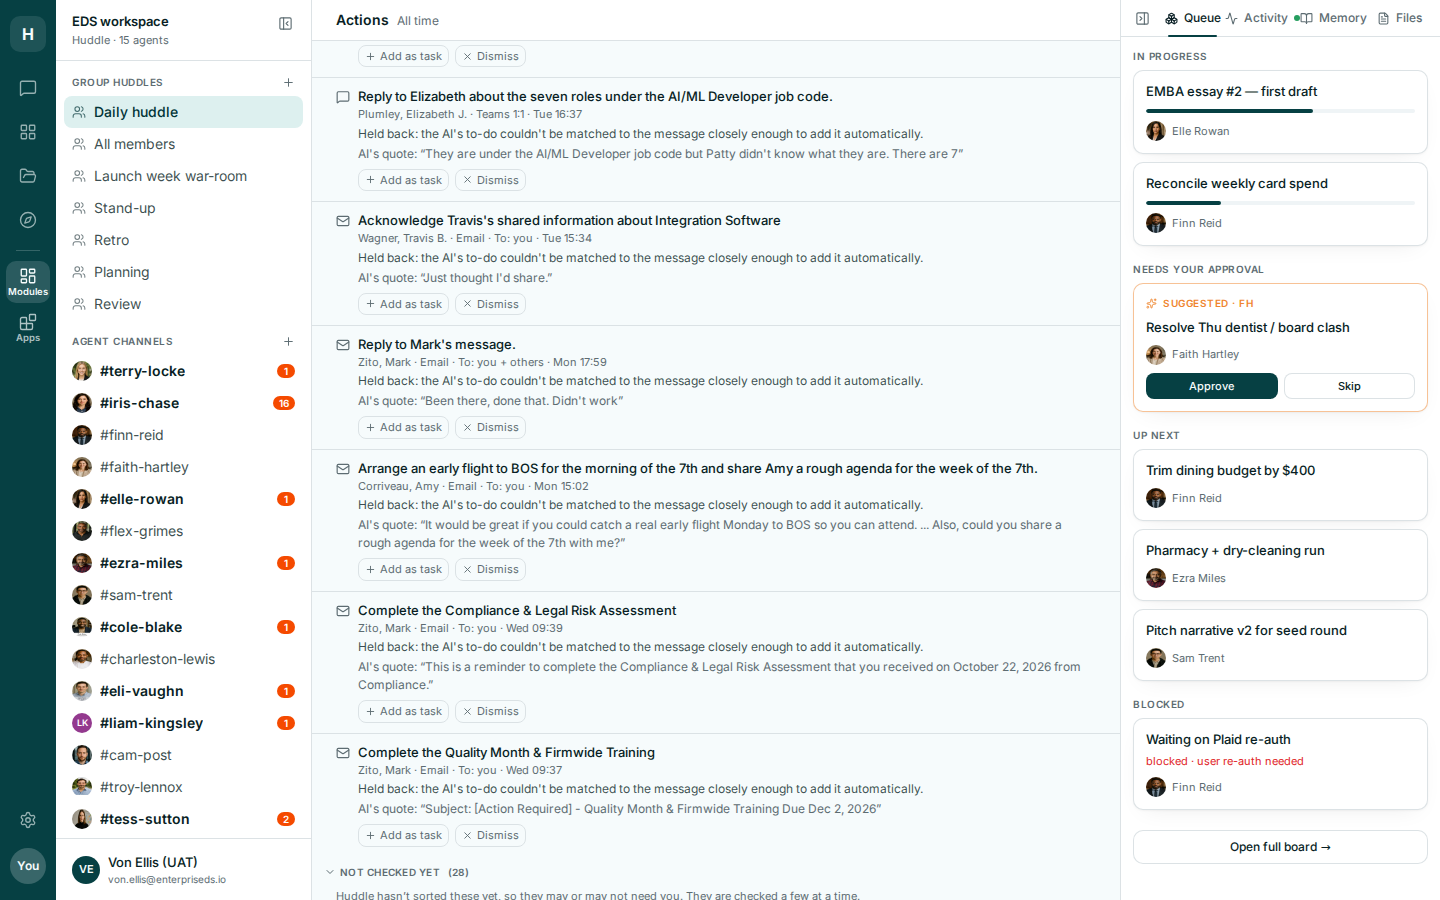 H
Modules
Apps
You
EDS workspace
Huddle · 15 agents
GROUP HUDDLES
Daily huddle
All members
Launch week war-room
Stand-up
Retro
Planning
Review
AGENT CHANNELS
#terry-locke 1
#iris-chase 16
#finn-reid
#faith-hartley
#elle-rowan 1
#flex-grimes
#ezra-miles 1
#sam-trent
#cole-blake 1
#charleston-lewis
#eli-vaughn 1
LK #liam-kingsley 1
#cam-post
#troy-lennox
#tess-sutton 2
VE Von Ellis (UAT)
von.ellis@enterpriseds.io
Actions All time
Add as task Dismiss
Reply to Elizabeth about the seven roles under the AI/ML Developer job code.
Plumley, Elizabeth J. · Teams 1:1 · Tue 16:37
Held back: the AI's to-do couldn't be matched to the message closely enough to add it automatically.
AI's quote: “They are under the AI/ML Developer job code but Patty didn't know what they are. There are 7”
Add as task Dismiss
Acknowledge Travis's shared information about Integration Software
Wagner, Travis B. · Email · To: you · Tue 15:34
Held back: the AI's to-do couldn't be matched to the message closely enough to add it automatically.
AI's quote: “Just thought I'd share.”
Add as task Dismiss
Reply to Mark's message.
Zito, Mark · Email · To: you + others · Mon 17:59
Held back: the AI's to-do couldn't be matched to the message closely enough to add it automatically.
AI's quote: “Been there, done that. Didn't work”
Add as task Dismiss
Arrange an early flight to BOS for the morning of the 7th and share Amy a rough agenda for the week of the 7th.
Corriveau, Amy · Email · To: you · Mon 15:02
Held back: the AI's to-do couldn't be matched to the message closely enough to add it automatically.
AI's quote: “It would be great if you could catch a real early flight Monday to BOS so you can attend. ... Also, could you share a
rough agenda for the week of the 7th with me?”
Add as task Dismiss
Complete the Compliance & Legal Risk Assessment
Zito, Mark · Email · To: you · Wed 09:39
Held back: the AI's to-do couldn't be matched to the message closely enough to add it automatically.
AI's quote: “This is a reminder to complete the Compliance & Legal Risk Assessment that you received on October 22, 2026 from
Compliance.”
Add as task Dismiss
Complete the Quality Month & Firmwide Training
Zito, Mark · Email · To: you · Wed 09:37
Held back: the AI's to-do couldn't be matched to the message closely enough to add it automatically.
AI's quote: “Subject: [Action Required] - Quality Month & Firmwide Training Due Dec 2, 2026”
Add as task Dismiss
NOT CHECKED YET (28)
Huddle hasn't sorted these yet, so they may or may not need you. They are checked a few at a time.
Queue Activity Memory Files
IN PROGRESS
EMBA essay #2 — first draft
Elle Rowan
Reconcile weekly card spend
Finn Reid
NEEDS YOUR APPROVAL
SUGGESTED · FH
Resolve Thu dentist / board clash
Faith Hartley
Approve Skip
UP NEXT
Trim dining budget by $400
Finn Reid
Pharmacy + dry-cleaning run
Ezra Miles
Pitch narrative v2 for seed round
Sam Trent
BLOCKED
Waiting on Plaid re-auth
blocked · user re-auth needed
Finn Reid
Open full board →